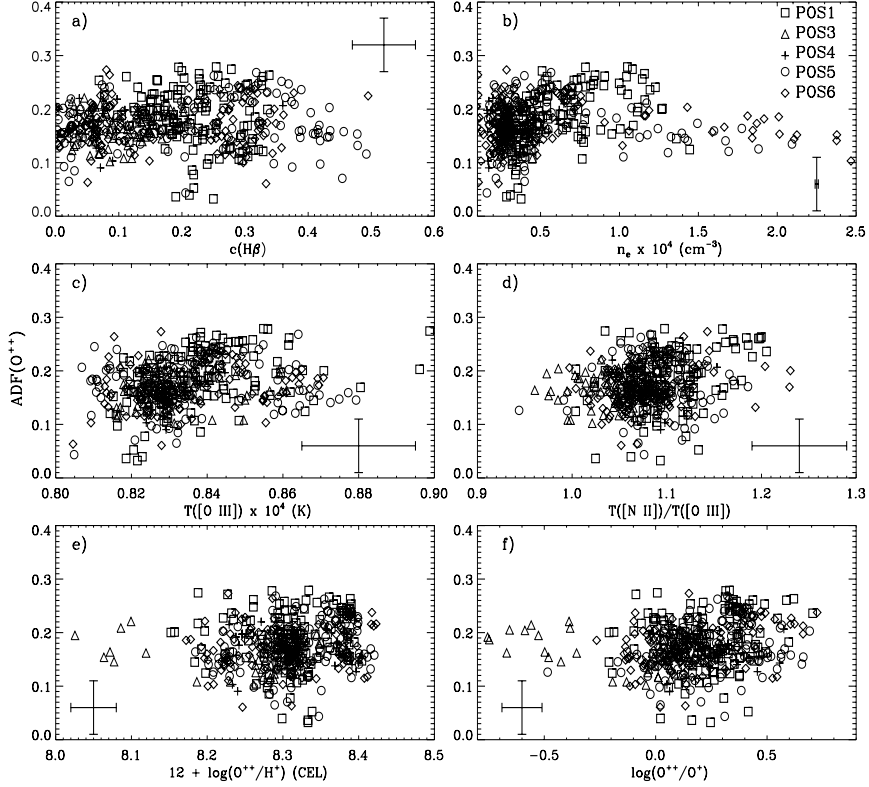 a)
0.4
0.3
0.2
0.1
0.0
0.0 0.1 0.2 0.3 0.4 0.5 0.6
c(Hβ)
b)
□ POS1
△ POS3
+ POS4
○ POS5
◇ POS6
0.4
0.3
0.2
0.1
0.0
0.5 1.0 1.5 2.0 2.5
nₑ x 10⁴ (cm⁻³)
c)
ADF(O⁺⁺)
0.4
0.3
0.2
0.1
0.0
0.80 0.82 0.84 0.86 0.88 0.90
T([O III]) x 10⁴ (K)
d)
0.4
0.3
0.2
0.1
0.0
0.9 1.0 1.1 1.2 1.3
T([N II])/T([O III])
e)
0.4
0.3
0.2
0.1
0.0
8.0 8.1 8.2 8.3 8.4 8.5
12 + log(O⁺⁺/H⁺) (CEL)
f)
0.4
0.3
0.2
0.1
0.0
−0.5 0.0 0.5
log(O⁺⁺/O⁺)